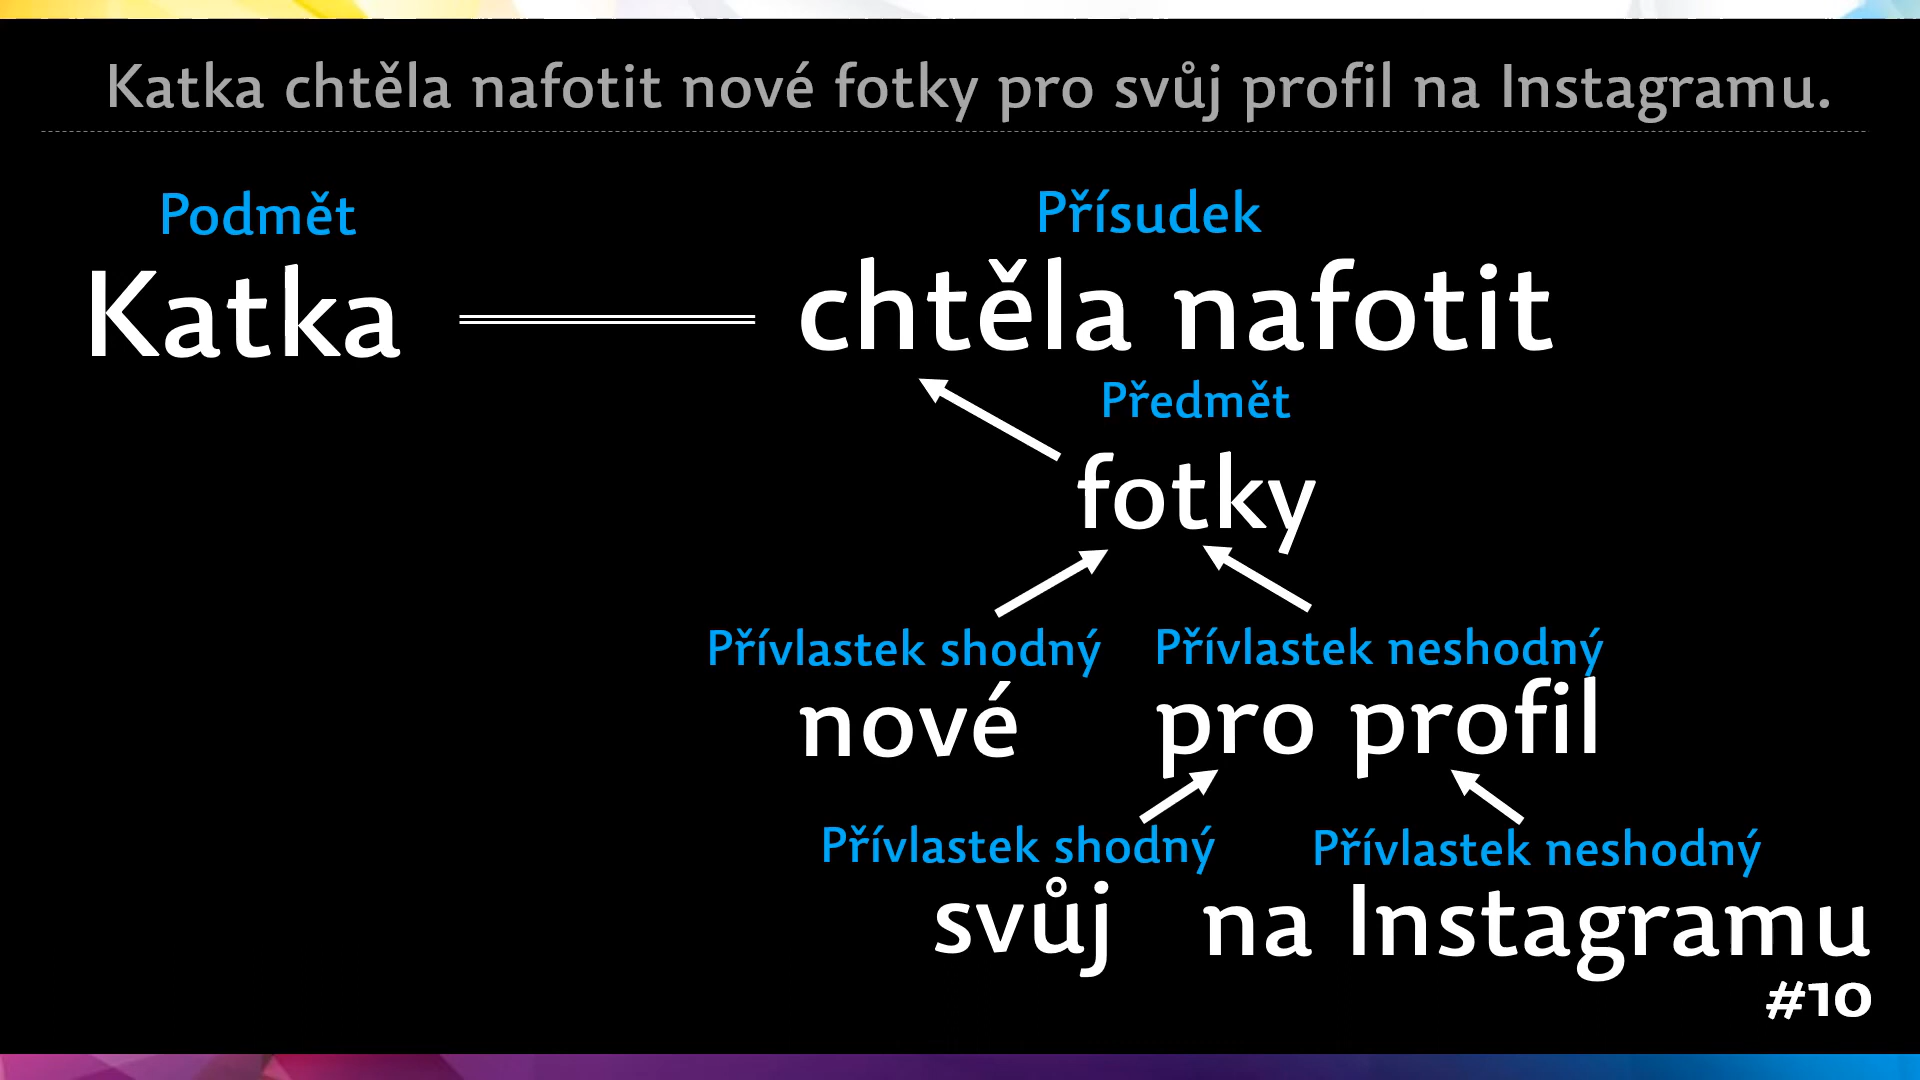 Katka chtěla nafotit nové fotky pro svůj profil na Instagramu.
Podmět
Přísudek
Katka
chtěla nafotit
Předmět
fotky
Přívlastek shodný
Přívlastek neshodný
nové
pro profil
Přívlastek shodný
Přívlastek neshodný
svůj
na Instagramu
#10